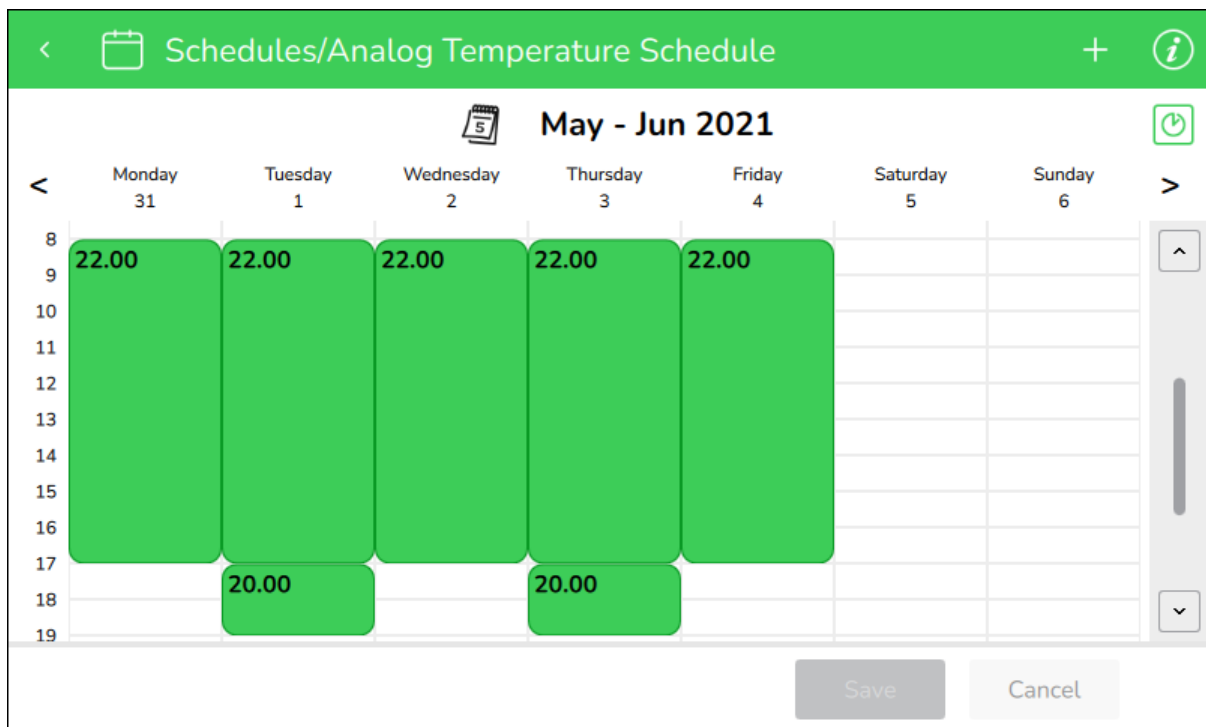 Schedules/Analog Temperature Schedule
5 May - Jun 2021
Monday Tuesday Wednesday Thursday Friday Saturday Sunday
31 1 2 3 4 5 6
8
22.00 22.00 22.00 22.00 22.00
9
10
11
12
13
14
15
16
17
20.00 20.00
18
19
Save Cancel